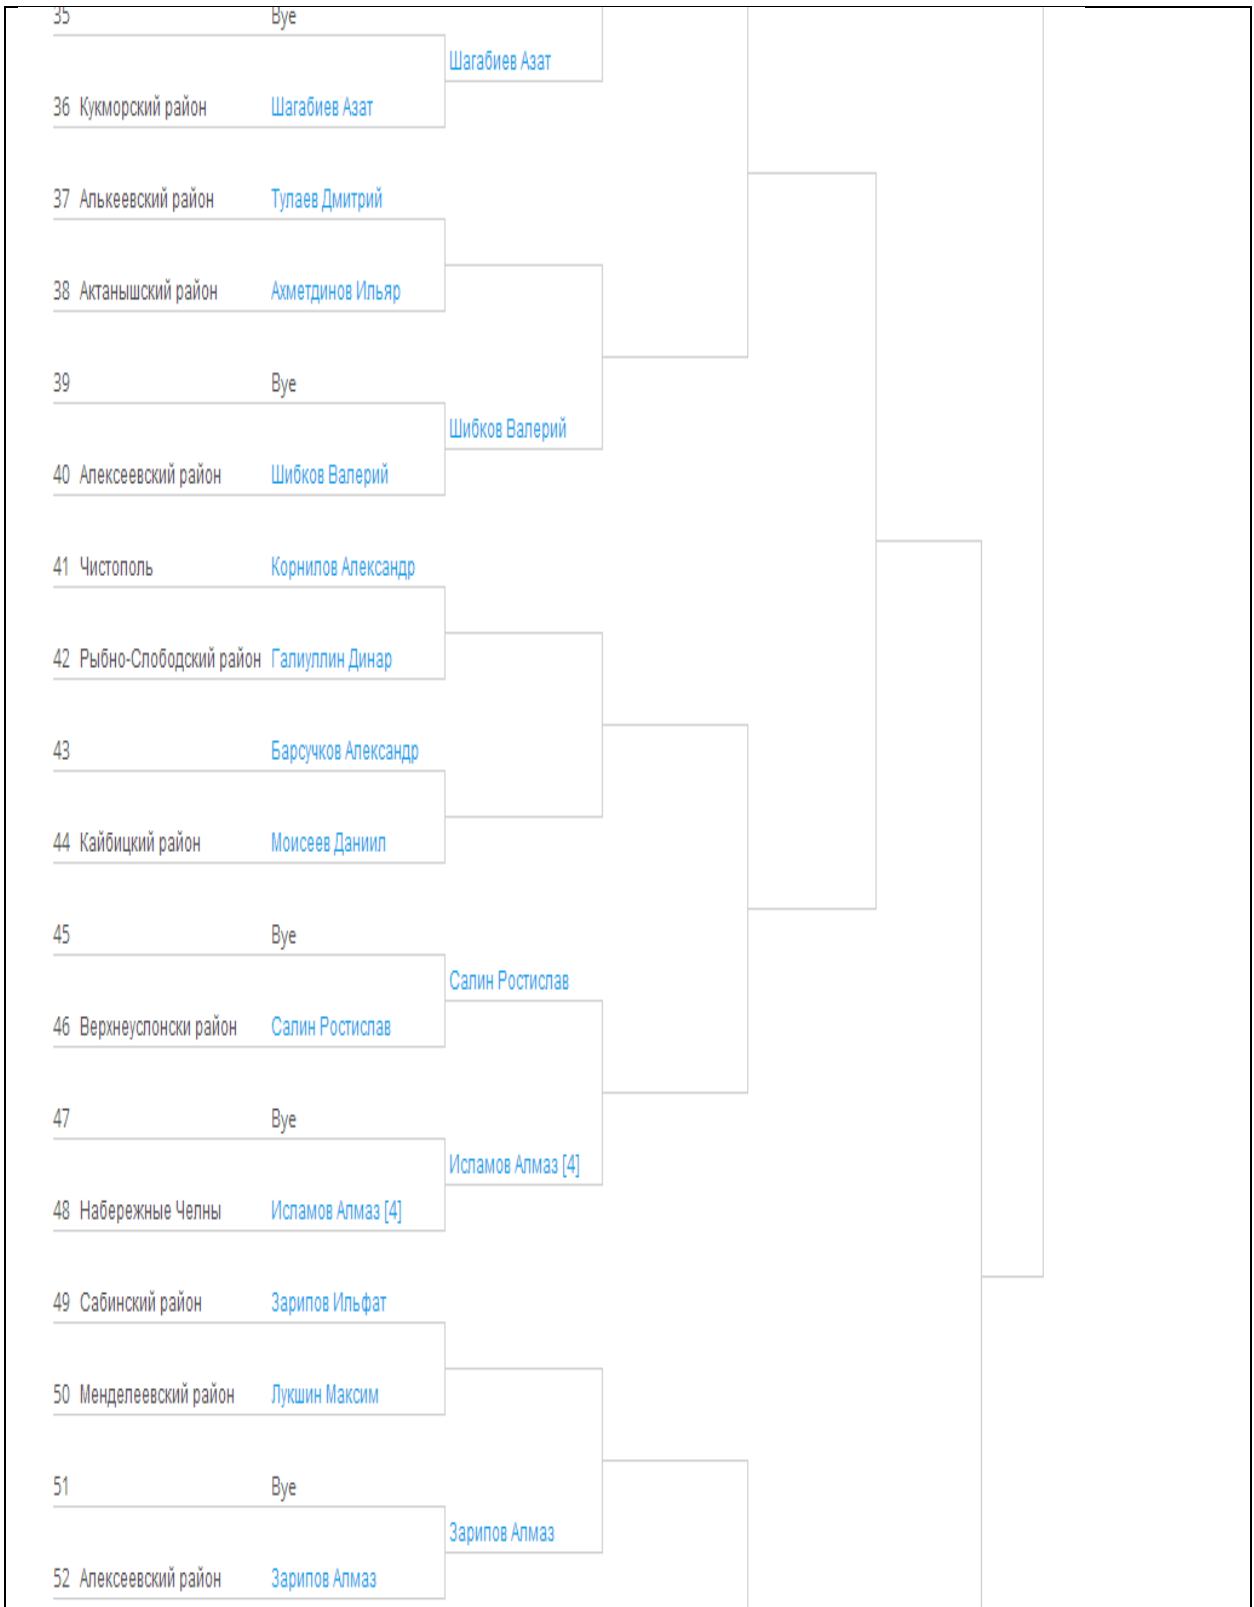 35 Bye
Шагабиев Азат
36 Кукморский район Шагабиев Азат
37 Алькеевский район Тулаев Дмитрий
38 Актанышский район Ахметдинов Ильяр
39 Bye
Шибков Валерий
40 Алексеевский район Шибков Валерий
41 Чистополь Корнилов Александр
42 Рыбно-Слободский район Галиуллин Динар
43 Барсучков Александр
44 Кайбицкий район Моисеев Даниил
45 Bye
Салин Ростислав
46 Верхнеуслонски район Салин Ростислав
47 Bye
Исламов Алмаз [4]
48 Набережные Челны Исламов Алмаз [4]
49 Сабинский район Зарипов Ильфат
50 Менделеевский район Лукшин Максим
51 Bye
Зарипов Алмаз
52 Алексеевский район Зарипов Алмаз